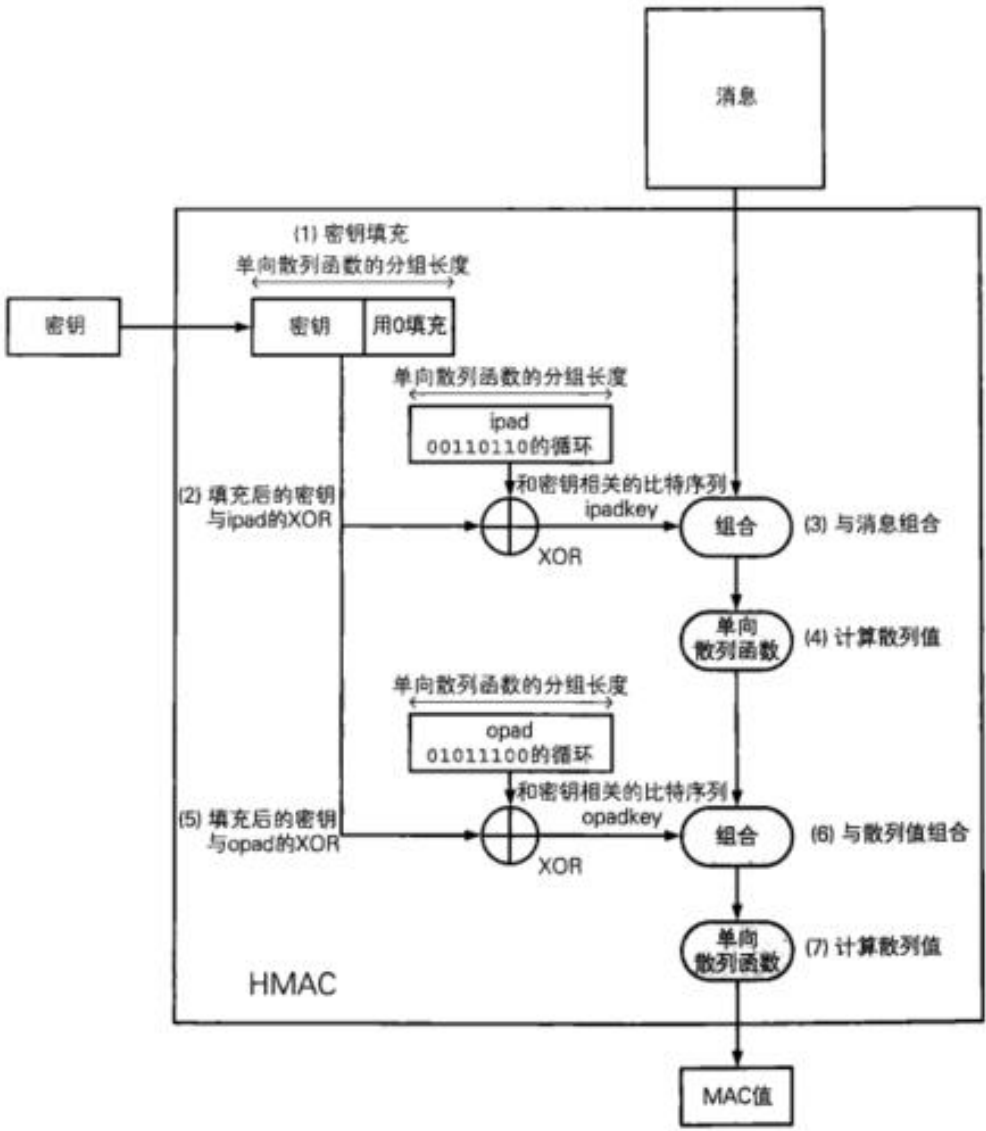 消息
(1) 密钥填充
单向散列函数的分组长度
密钥
密钥
用0填充
单向散列函数的分组长度
ipad
00110110的循环
(2) 填充后的密钥
与ipad的XOR
和密钥相关的比特序列
ipadkey
XOR
组合
(3) 与消息组合
单向
散列函数
(4) 计算散列值
单向散列函数的分组长度
opad
01011100的循环
(5) 填充后的密钥
与opad的XOR
和密钥相关的比特序列
opadkey
XOR
组合
(6) 与散列值组合
单向
散列函数
(7) 计算散列值
HMAC
MAC值